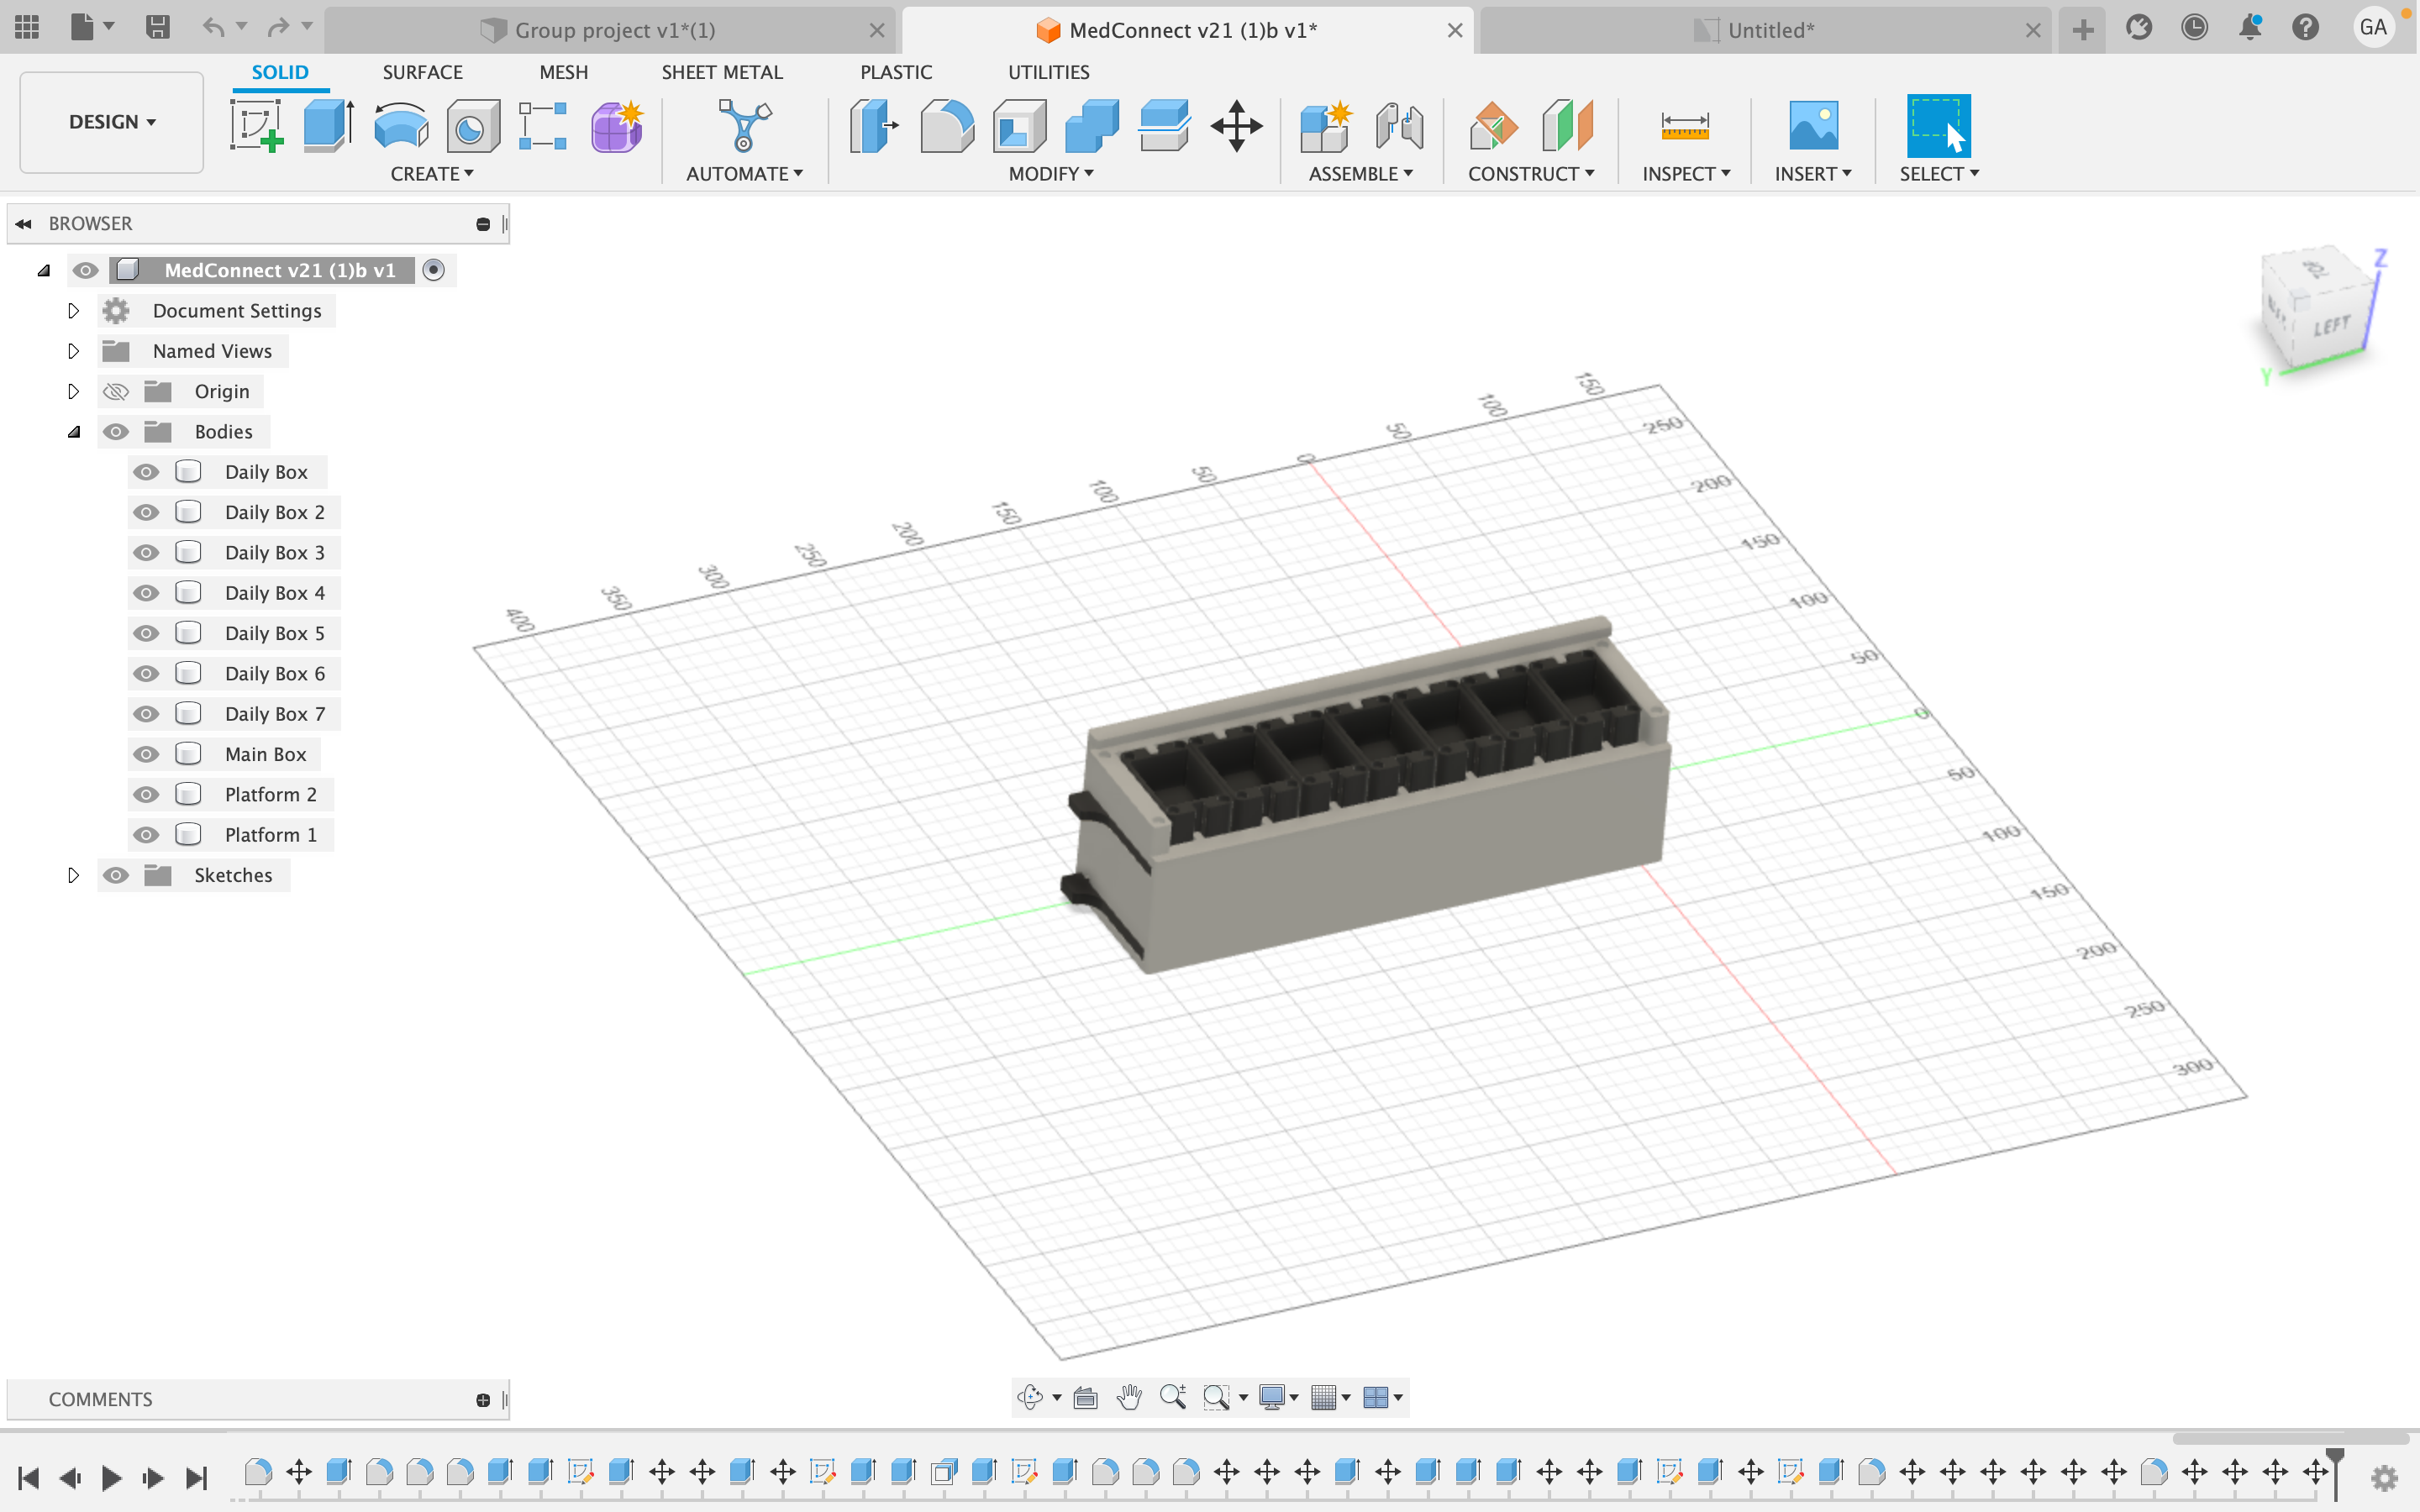 Group project v1*(1)
MedConnect v21 (1)b v1*
Untitled*
GA
SOLID
SURFACE
MESH
SHEET METAL
PLASTIC
UTILITIES
DESIGN
CREATE
AUTOMATE
MODIFY
ASSEMBLE
CONSTRUCT
INSPECT
INSERT
SELECT
BROWSER
MedConnect v21 (1)b v1
Document Settings
Named Views
Origin
Bodies
Daily Box
Daily Box 2
Daily Box 3
Daily Box 4
Daily Box 5
Daily Box 6
Daily Box 7
Main Box
Platform 2
Platform 1
Sketches
TOP
LEFT
Z
Y
400
350
300
250
200
150
100
50
0
50
100
150
250
200
150
100
50
0
50
100
150
200
250
300
COMMENTS